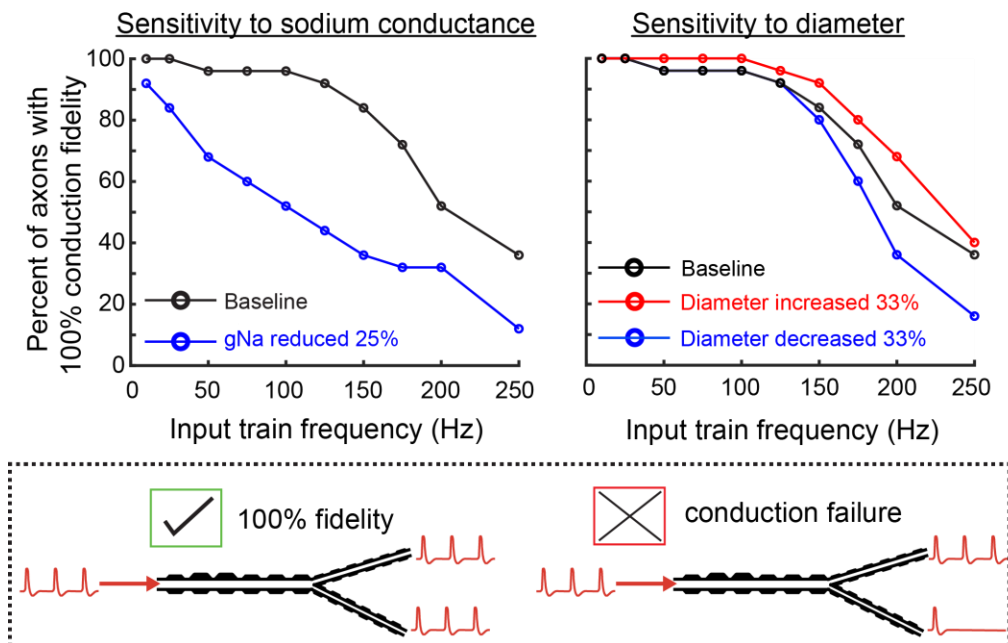 Sensitivity to sodium conductance
Percent of axons with
100% conduction fidelity
100
80
60
40
20
0
Baseline
gNa reduced 25%
0
50
100
150
200
250
Input train frequency (Hz)
Sensitivity to diameter
Baseline
Diameter increased 33%
Diameter decreased 33%
0
50
100
150
200
250
Input train frequency (Hz)
100% fidelity
conduction failure